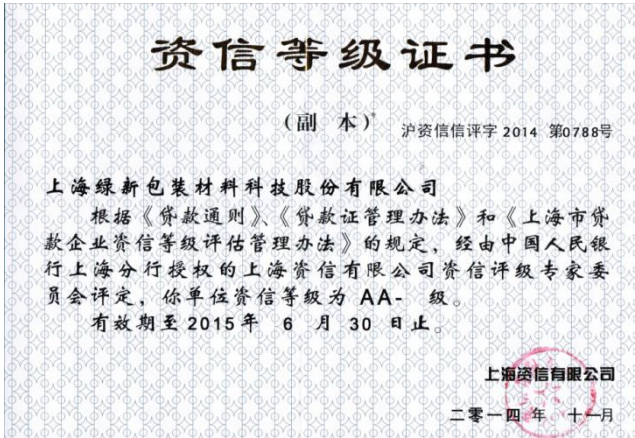 资信等级证书
（副 本）
沪资信信评字 2014 第0788号
上海绿新包装材料科技股份有限公司
根据《贷款通则》、《贷款证管理办法》和《上海市贷
款企业资信等级评估管理办法》的规定，经由中国人民银
行上海分行授权的上海资信有限公司资信评级专家委
员会评定，你单位资信等级为 AA- 级。
有效期至 2015 年 6 月 30 日止。
上海资信有限公司
二零一四 年 十一月